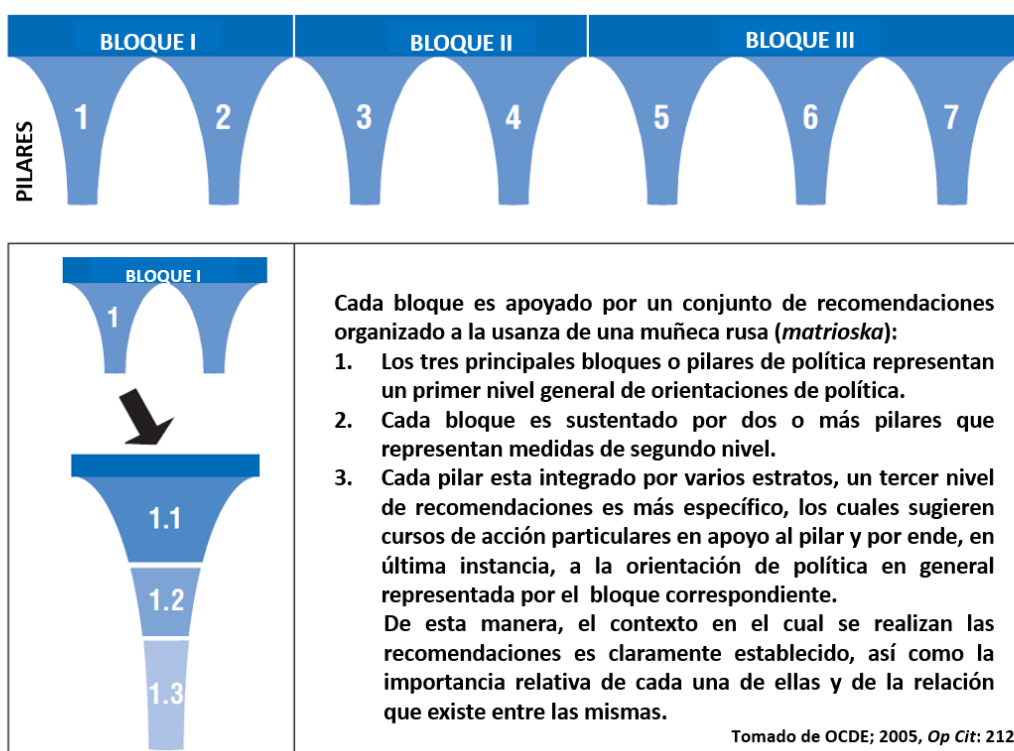 BLOQUE I
BLOQUE II
BLOQUE III
PILARES
1
2
3
4
5
6
7
BLOQUE I
1
1.1
1.2
1.3
Cada bloque es apoyado por un conjunto de recomendaciones
organizado a la usanza de una muñeca rusa (matrioska):
1. Los tres principales bloques o pilares de política representan
un primer nivel general de orientaciones de política.
2. Cada bloque es sustentado por dos o más pilares que
representan medidas de segundo nivel.
3. Cada pilar esta integrado por varios estratos, un tercer nivel
de recomendaciones es más específico, los cuales sugieren
cursos de acción particulares en apoyo al pilar y por ende, en
última instancia, a la orientación de política en general
representada por el bloque correspondiente.
De esta manera, el contexto en el cual se realizan las
recomendaciones es claramente establecido, así como la
importancia relativa de cada una de ellas y de la relación
que existe entre las mismas.
Tomado de OCDE; 2005, Op Cit: 212